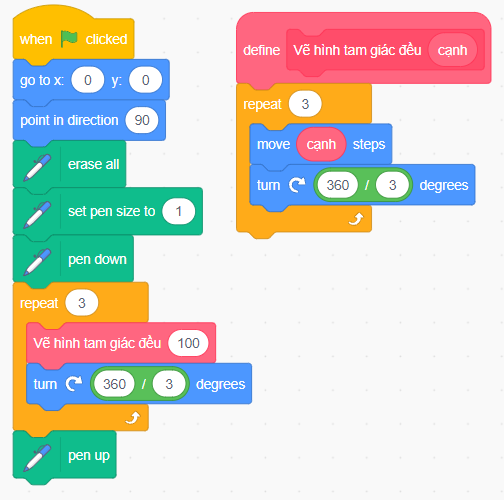 when clicked
go to x: 0 y: 0
point in direction 90
erase all
set pen size to 1
pen down
repeat 3
Vẽ hình tam giác đều 100
turn 360 / 3 degrees
pen up
define Vẽ hình tam giác đều cạnh
repeat 3
move cạnh steps
turn 360 / 3 degrees